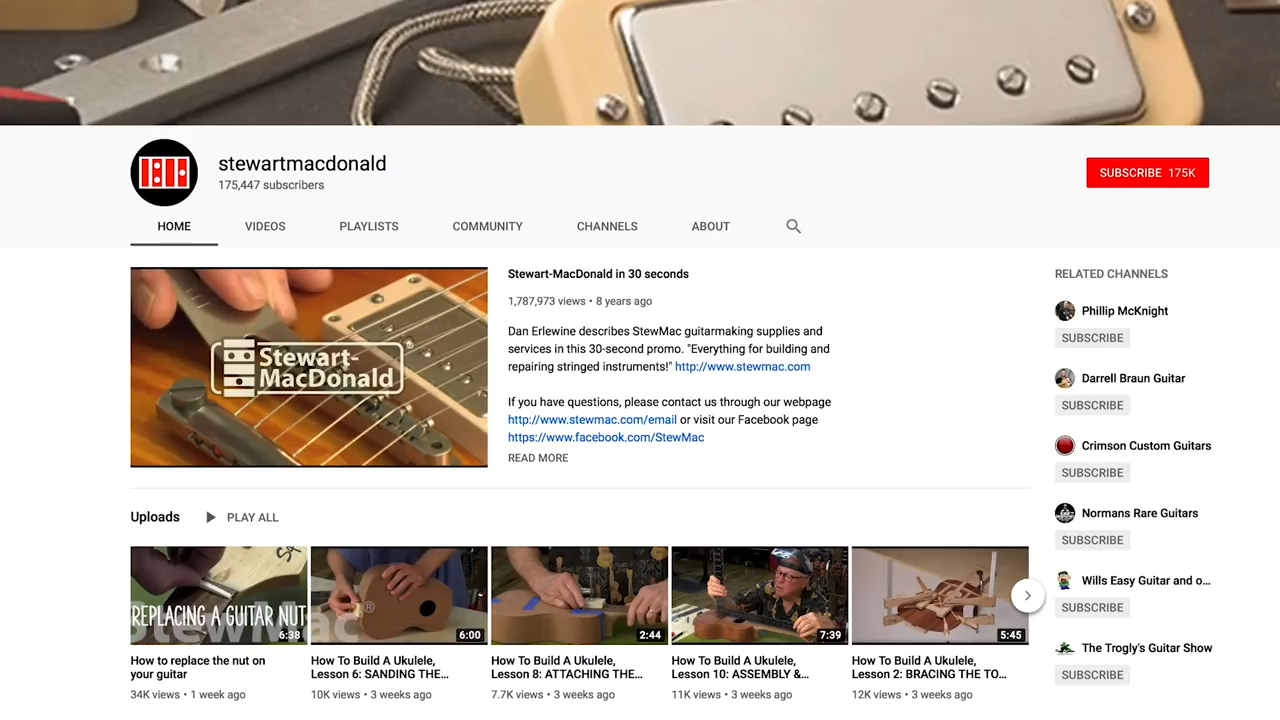 stewartmacdonald
175,447 subscribers
SUBSCRIBE 175K
HOME VIDEOS PLAYLISTS COMMUNITY CHANNELS ABOUT
Stewart-
MacDonald
Stewart-MacDonald in 30 seconds
1,787,973 views • 8 years ago
Dan Erlewine describes StewMac guitarmaking supplies and
services in this 30-second promo. "Everything for building and
repairing stringed instruments!" http://www.stewmac.com
If you have questions, please contact us through our webpage
http://www.stewmac.com/email or visit our Facebook page
https://www.facebook.com/StewMac
READ MORE
RELATED CHANNELS
Phillip McKnight
SUBSCRIBE
Darrell Braun Guitar
SUBSCRIBE
Crimson Custom Guitars
SUBSCRIBE
Normans Rare Guitars
SUBSCRIBE
Wills Easy Guitar and o...
SUBSCRIBE
The Trogly's Guitar Show
SUBSCRIBE
Uploads PLAY ALL
REPLACING A GUITAR NUT
StewMac®
6:38
6:00
2:44
7:39
5:45
How to replace the nut on
your guitar
34K views • 1 week ago
How To Build A Ukulele,
Lesson 6: SANDING THE...
10K views • 3 weeks ago
How To Build A Ukulele,
Lesson 8: ATTACHING THE...
7.7K views • 3 weeks ago
How To Build A Ukulele,
Lesson 10: ASSEMBLY &...
11K views • 3 weeks ago
How To Build A Ukulele,
Lesson 2: BRACING THE TO...
12K views • 3 weeks ago